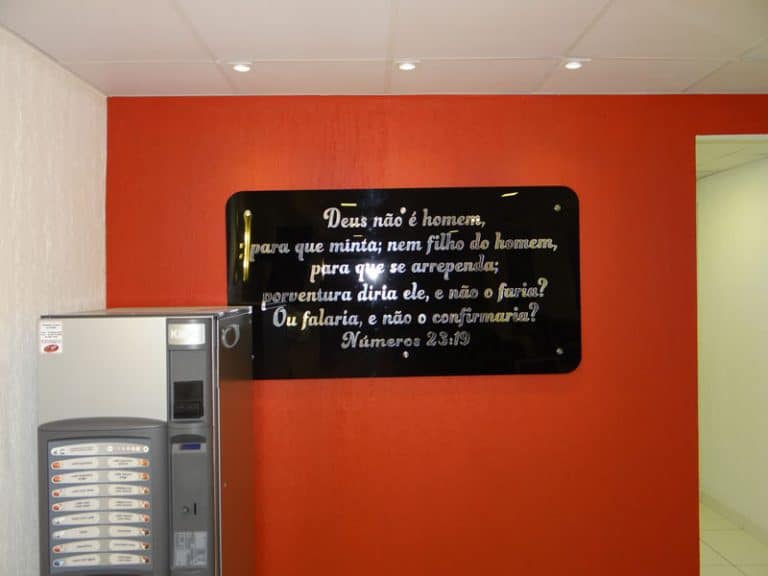 Deus não é homem,
para que minta; nem filho do homem,
para que se arrependa;
porventura diria ele, e não o faria?
Ou falaria, e não o confirmaria?
Números 23:19